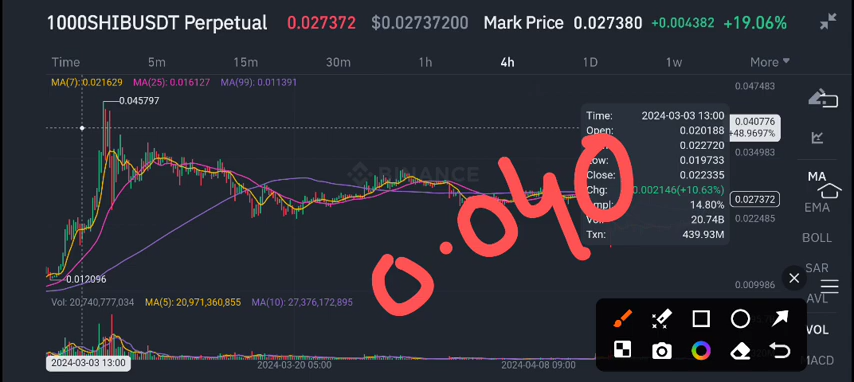 1000SHIBUSDT Perpetual 0.027372 $0.02737200 Mark Price 0.027380 +0.004382 +19.06%
Time 5m 15m 30m 1h 4h 1D 1w More
MA(7): 0.021629 MA(25): 0.016127 MA(99): 0.011391
0.047483
0.045797
0.040776
+48.9697%
0.034983
0.027372
0.022485
0.009986
0.012096
Time: 2024-03-03 13:00
Open: 0.020188
0.022720
Low: 0.019733
Close: 0.022335
Chg: 0.002146(+10.63%)
14.80%
20.74B
Txn: 439.93M
BINANCE
0.040
MA
EMA
BOLL
SAR
AVL
VOL
MACD
Vol: 20,740,777,034 MA(5): 20,971,360,855 MA(10): 27,376,172,895
2024-03-03 13:00 2024-03-20 05:00 2024-04-08 09:00